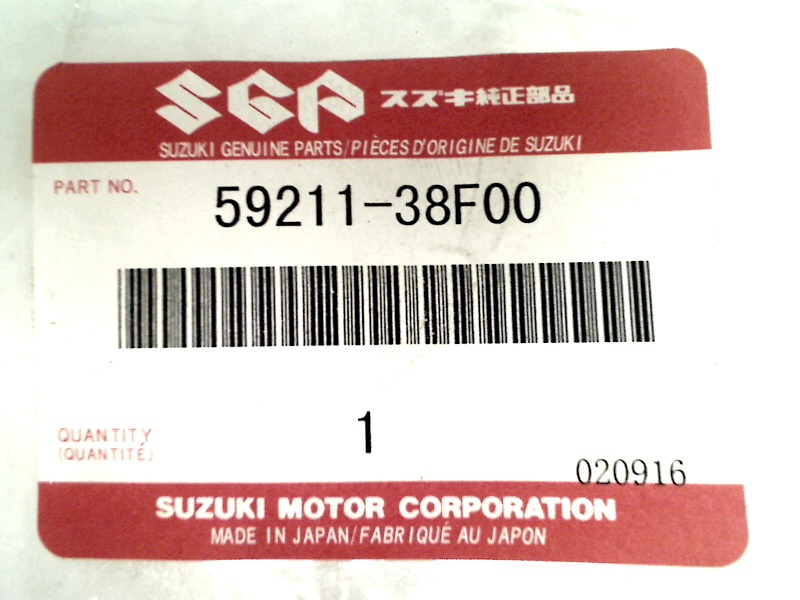 SGP スズキ純正部品
SUZUKI GENUINE PARTS/PIÈCES D'ORIGINE DE SUZUKI
PART NO.
59211-38F00
QUANTITY
(QUANTITÉ)
1
020916
SUZUKI MOTOR CORPORATION
MADE IN JAPAN/FABRIQUÉ AU JAPON